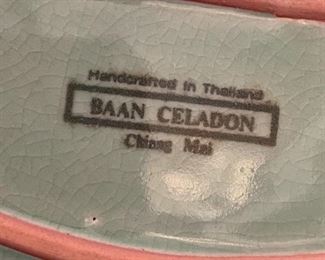 Handcrafted in Thailand
BAAN CELADON
Chiang Mai